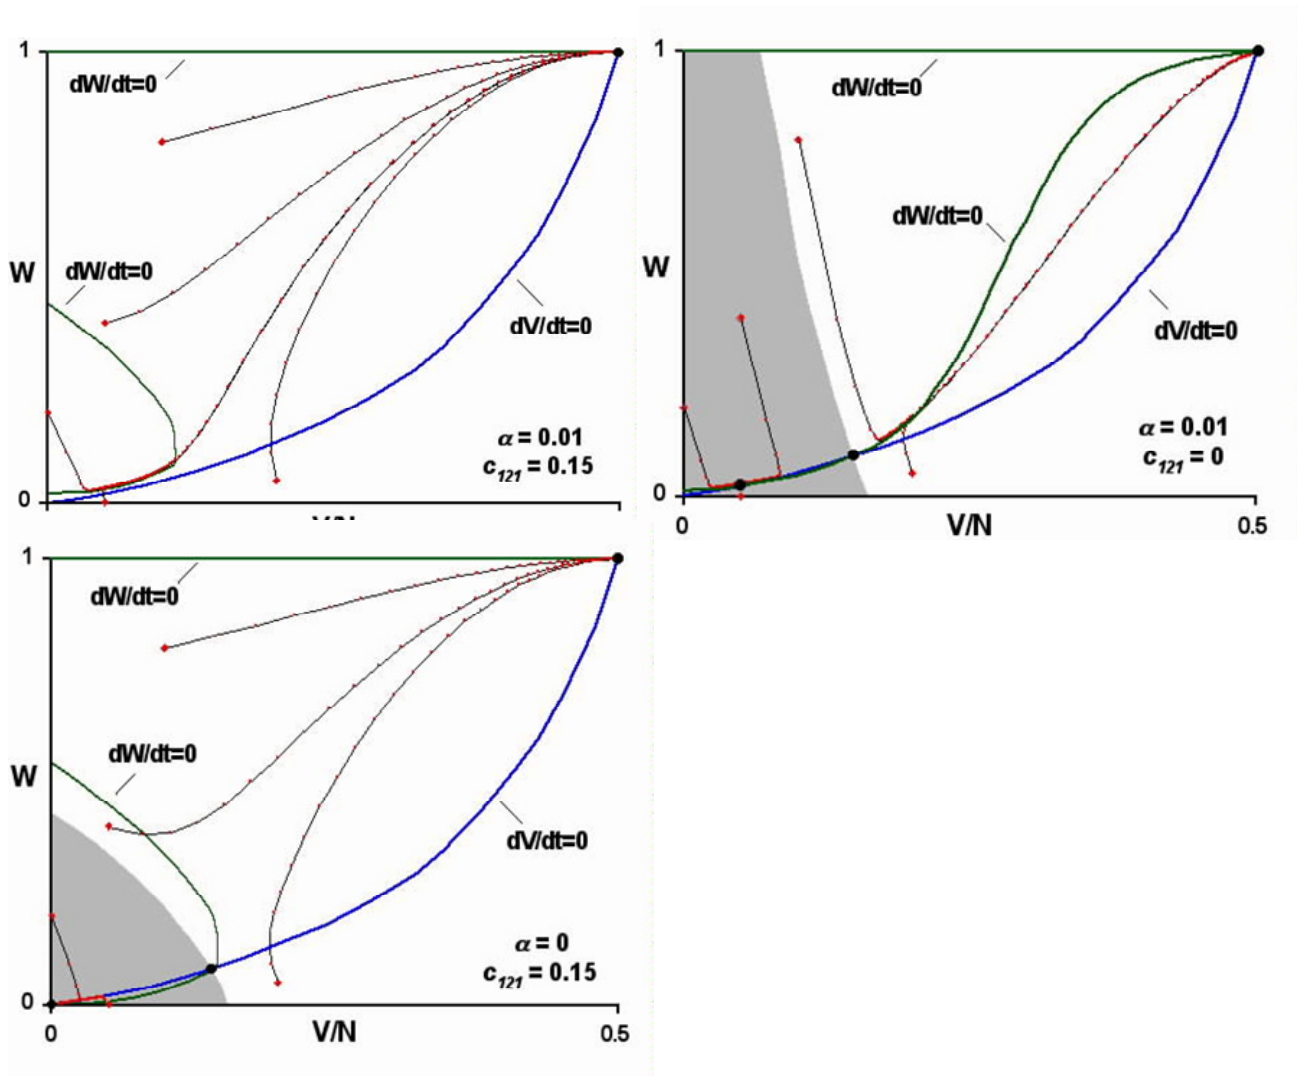 1
dW/dt=0
dW/dt=0
W
dV/dt=0
α = 0.01
c121 = 0.15
0
1
dW/dt=0
dW/dt=0
W
dV/dt=0
α = 0.01
c121 = 0
0
0
V/N
0.5
1
dW/dt=0
dW/dt=0
W
dV/dt=0
α = 0
c121 = 0.15
0
0
V/N
0.5